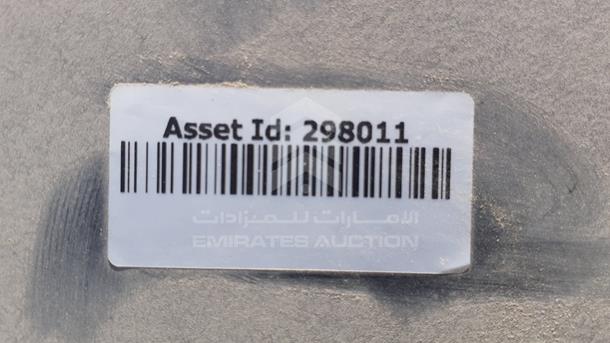 Asset Id: 298011
الإمارات للمزادات
EMIRATES AUCTION